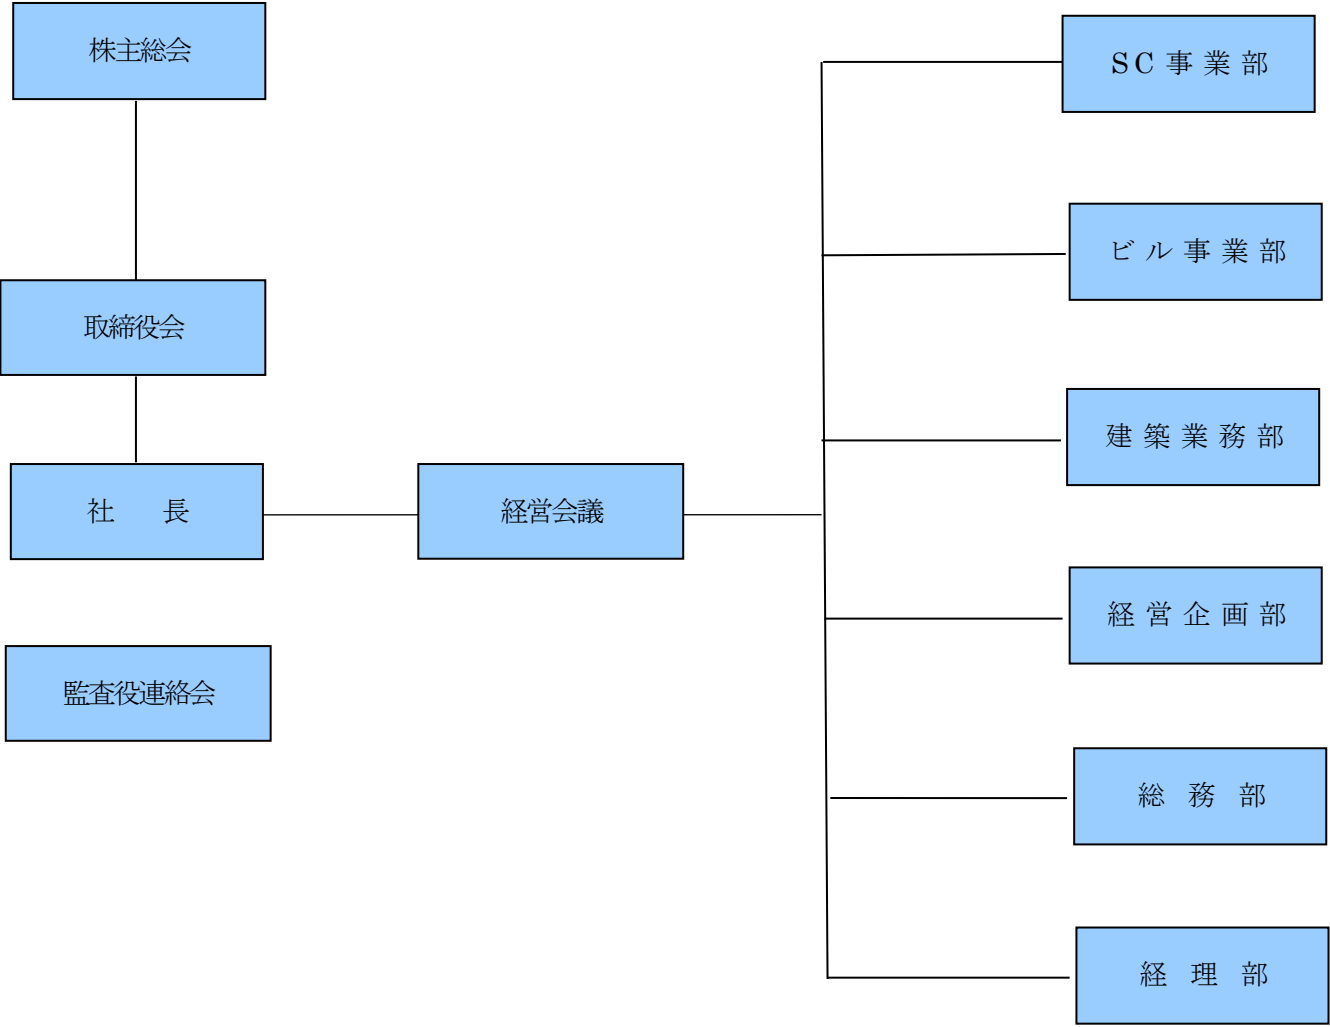 株主総会
取締役会
社長
監査役連絡会
経営会議
SC事業部
ビル事業部
建築業務部
経営企画部
総務部
経理部